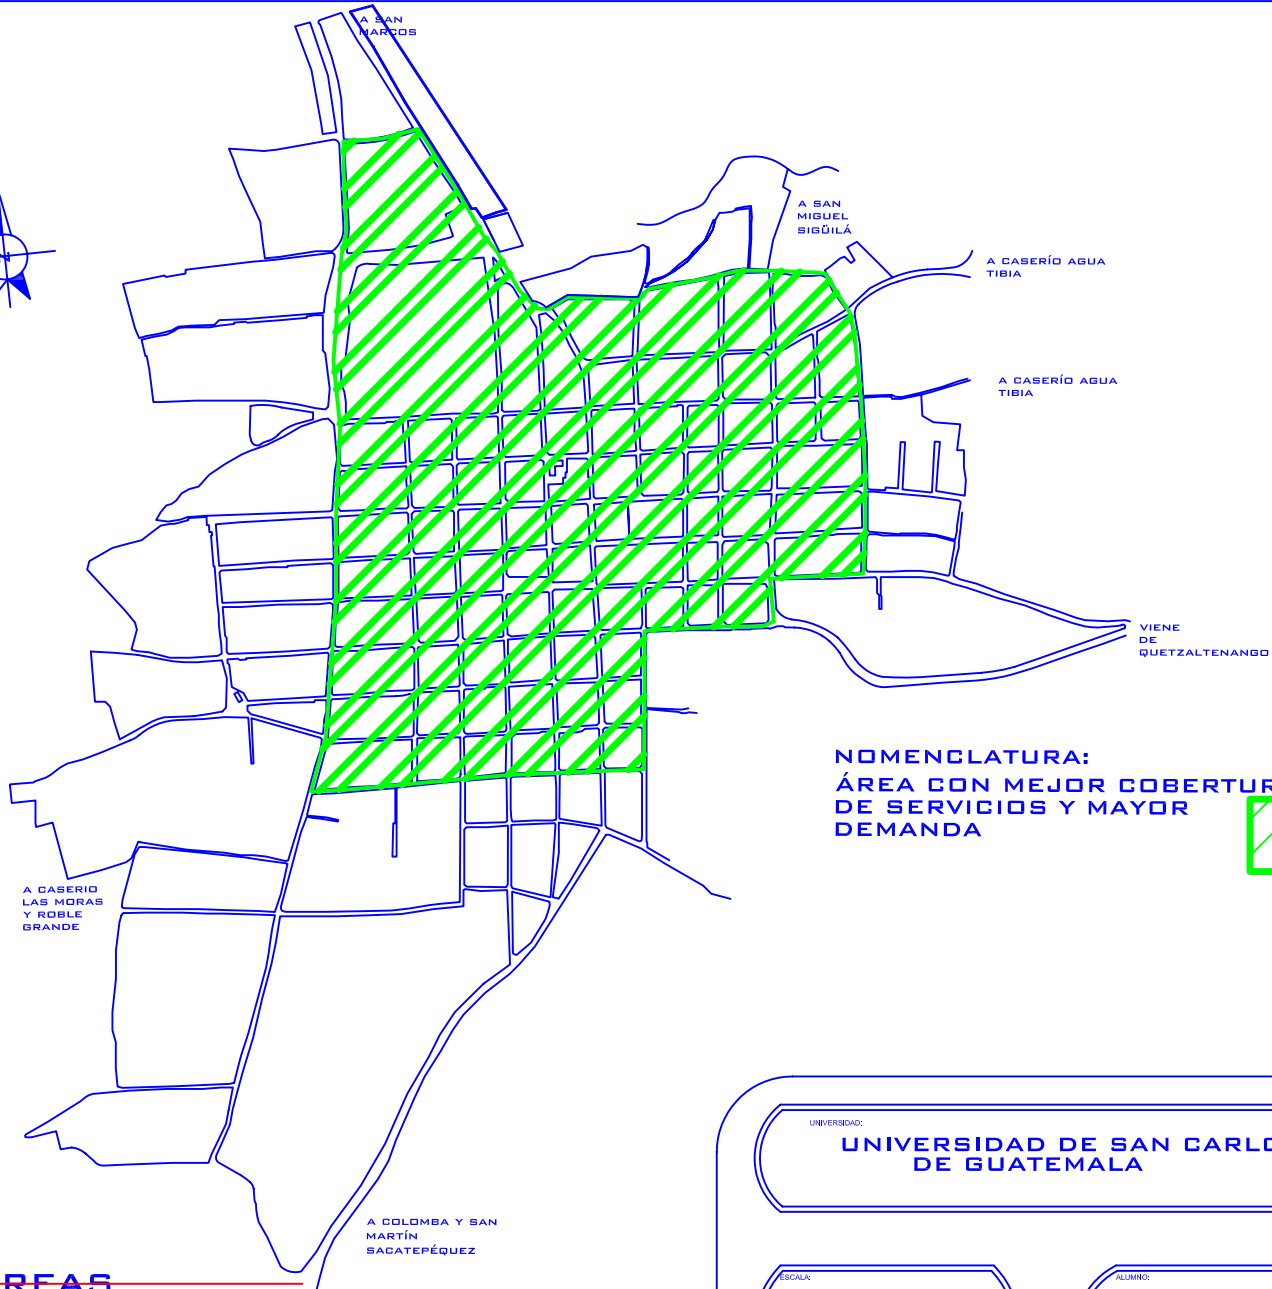 A SAN
MARCOS
A SAN
MIGUEL
SIGÜILÁ
A CASERÍO AGUA
TIBIA
A CASERÍO AGUA
TIBIA
VIENE
DE
QUETZALTENANGO
NOMENCLATURA:
ÁREA CON MEJOR COBERTUR
DE SERVICIOS Y MAYOR
DEMANDA
A CASERIO
LAS MORAS
Y ROBLE
GRANDE
UNIVERSIDAD:
UNIVERSIDAD DE SAN CARLO
DE GUATEMALA
A COLOMBA Y SAN
MARTÍN
SACATEPÉQUEZ
REAS
ESCALA:
ALUMNO: